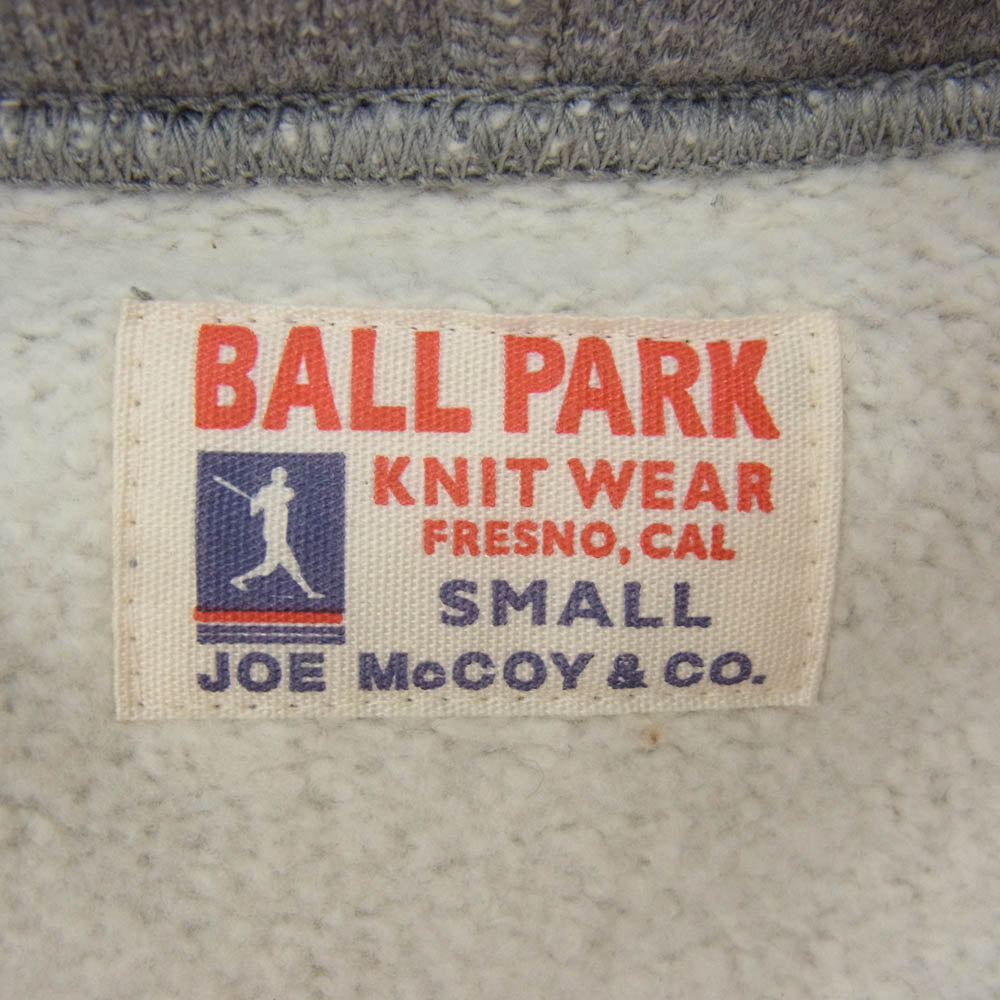 BALL PARK
KNIT WEAR
FRESNO, CAL
SMALL
JOE McCOY & CO.